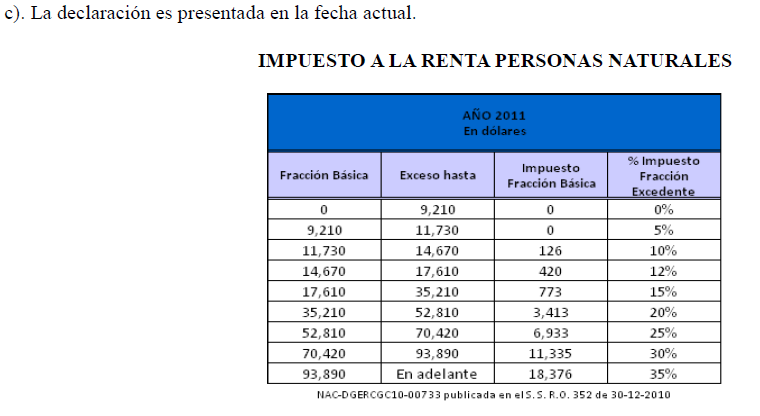 c). La declaración es presentada en la fecha actual.
IMPUESTO A LA RENTA PERSONAS NATURALES
AÑO 2011
En dólares
Fracción Básica Exceso hasta Impuesto Fracción Básica % Impuesto Fracción Excedente
0 9,210 0 0%
9,210 11,730 0 5%
11,730 14,670 126 10%
14,670 17,610 420 12%
17,610 35,210 773 15%
35,210 52,810 3,413 20%
52,810 70,420 6,933 25%
70,420 93,890 11,335 30%
93,890 En adelante 18,376 35%
NAC-DGERCGC10-00733 publicada en el S. S. R.O. 352 de 30-12-2010